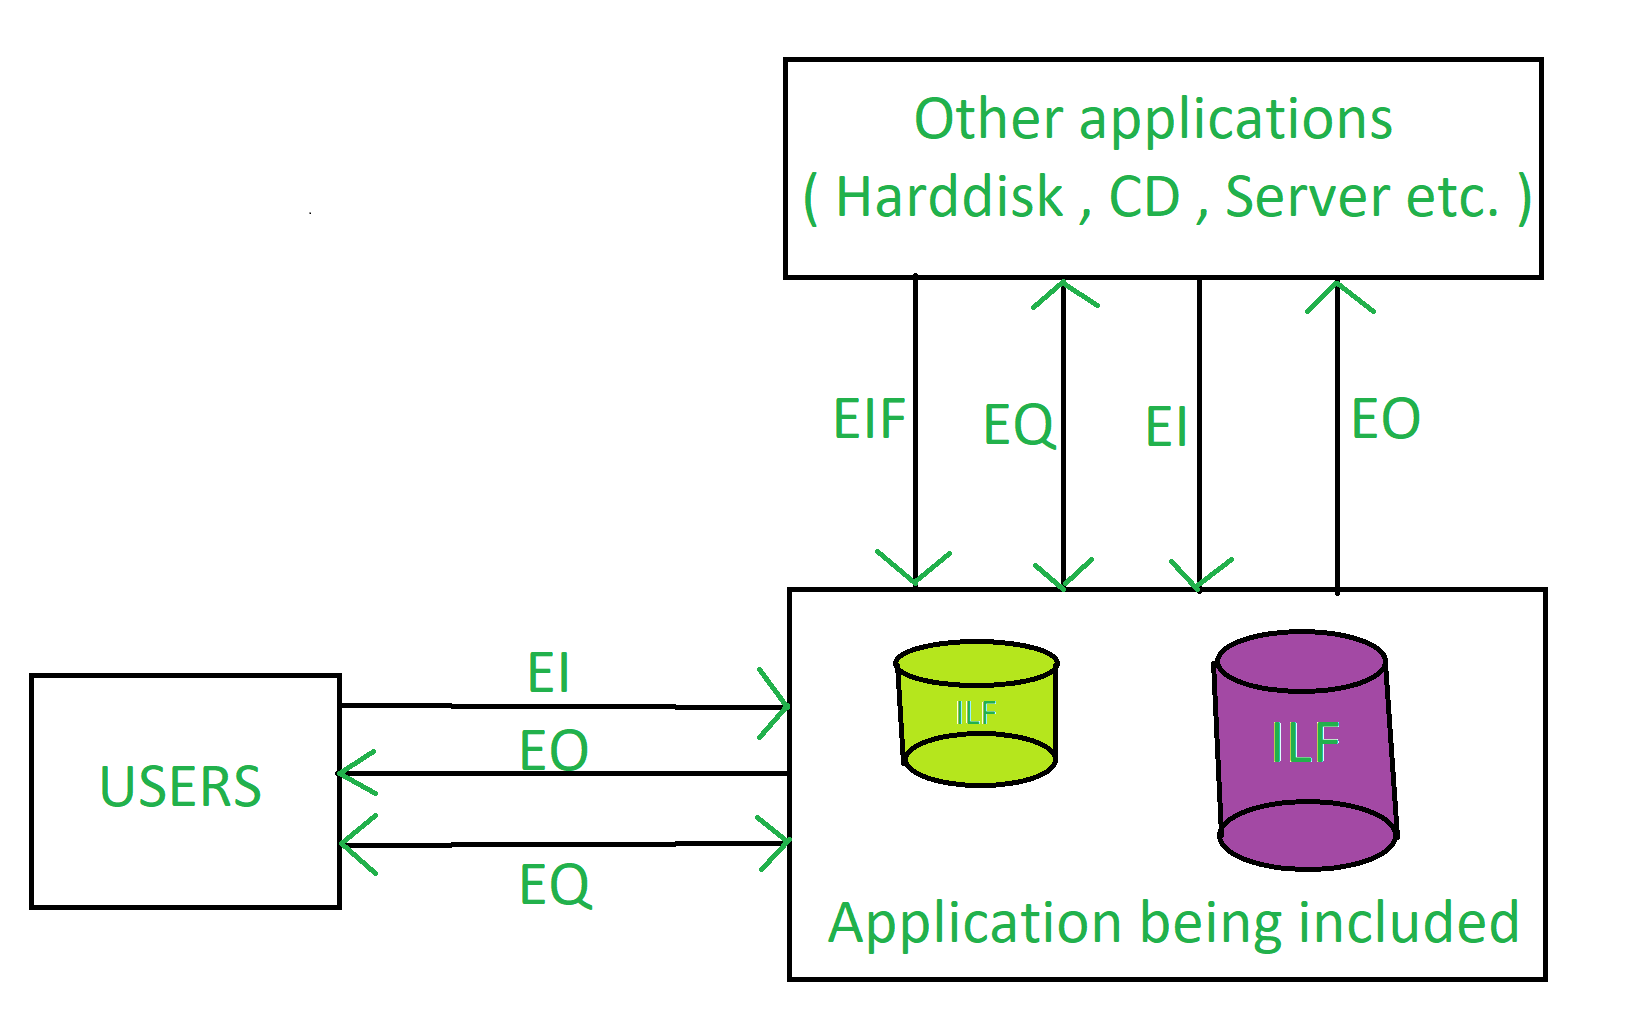 Other applications
( Harddisk , CD , Server etc. )
EIF
EQ
EI
EO
EI
EO
EQ
USERS
ILF
ILF
Application being included